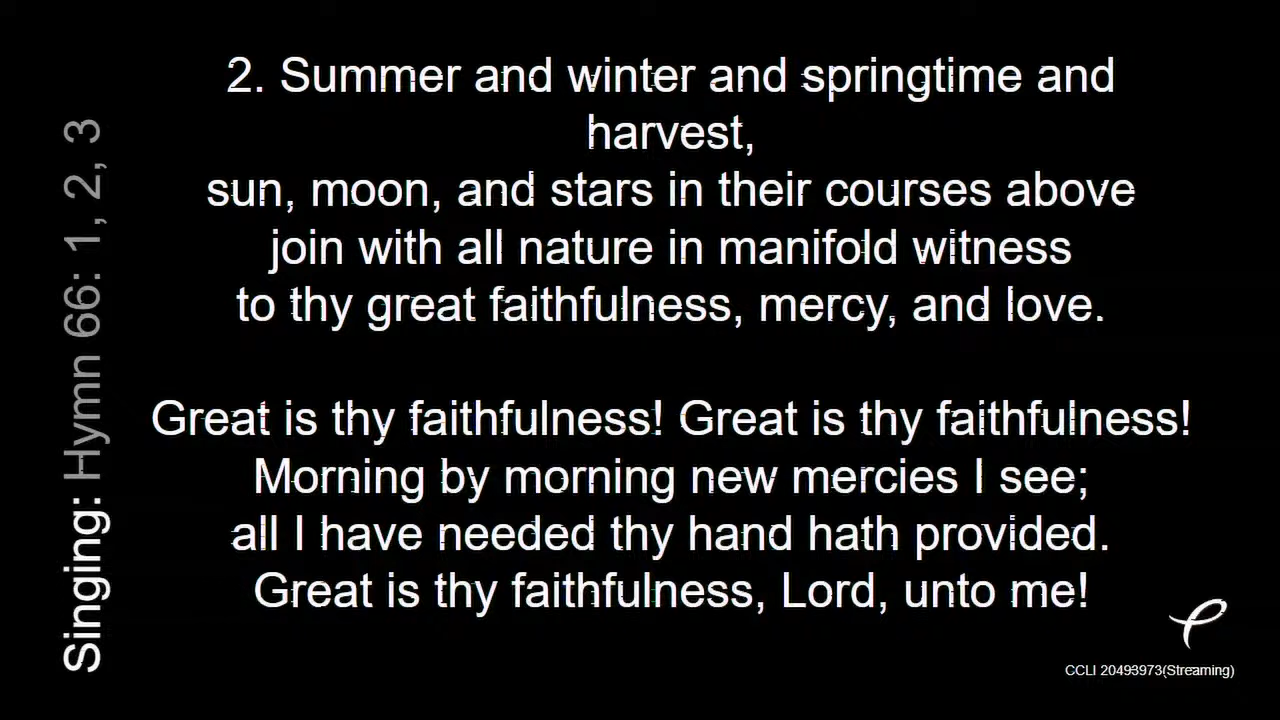 Singing: Hymn 66: 1, 2, 3
2. Summer and winter and springtime and
harvest,
sun, moon, and stars in their courses above
join with all nature in manifold witness
to thy great faithfulness, mercy, and love.
Great is thy faithfulness! Great is thy faithfulness!
Morning by morning new mercies I see;
all I have needed thy hand hath provided.
Great is thy faithfulness, Lord, unto me!
CCLI 20493973(Streaming)